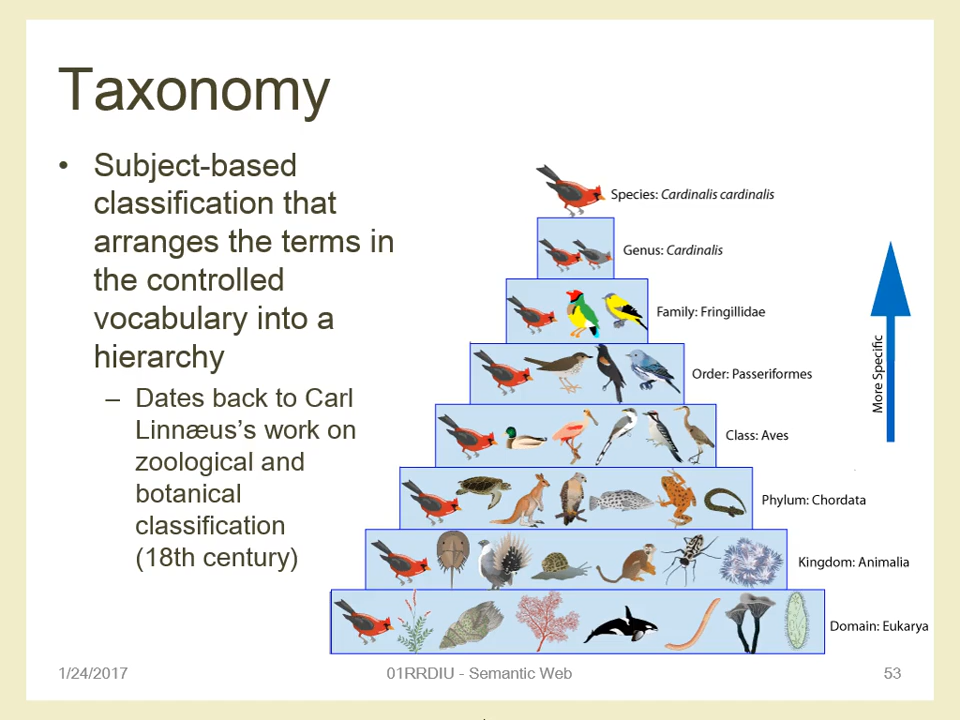 Taxonomy
• Subject-based
classification that
arranges the terms in
the controlled
vocabulary into a
hierarchy
– Dates back to Carl
Linnæus’s work on
zoological and
botanical
classification
(18th century)
Species: Cardinalis cardinalis
Genus: Cardinalis
Family: Fringillidae
Order: Passeriformes
Class: Aves
Phylum: Chordata
Kingdom: Animalia
Domain: Eukarya
More Specific
1/24/2017
01RRDIU - Semantic Web
53